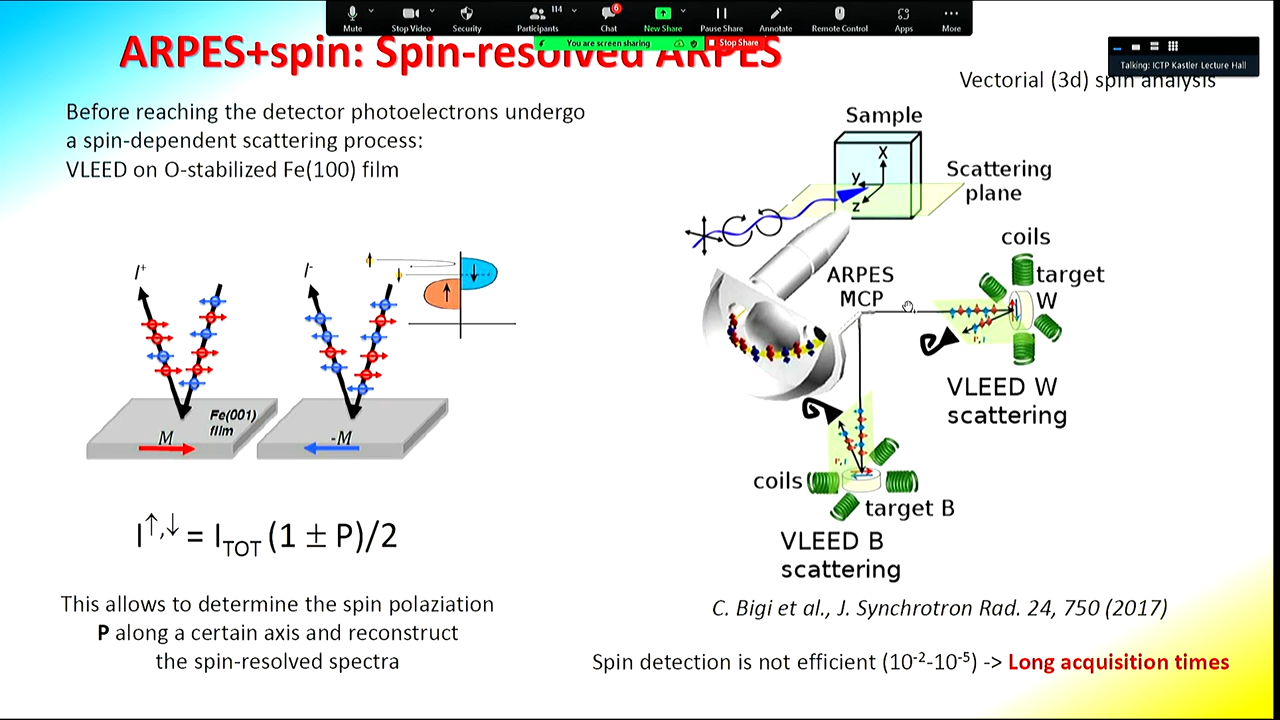 Mute
Stop Video
Security
114
Participants
6
Chat
New Share
Pause Share
Annotate
Remote Control
Apps
More
You are screen sharing
Stop Share
Talking: ICTP Kastler Lecture Hall
ARPES+spin: Spin-resolved ARPES
Vectorial (3d) spin analysis
Before reaching the detector photoelectrons undergo
a spin-dependent scattering process:
VLEED on O-stabilized Fe(100) film
I+
I-
Fe(001)
film
M
-M
I↑,↓ = ITOT (1 ± P)/2
This allows to determine the spin polaziation
P along a certain axis and reconstruct
the spin-resolved spectra
Sample
X
y
z
Scattering
plane
ARPES
MCP
coils
target
W
VLEED W
scattering
coils
target B
VLEED B
scattering
C. Bigi et al., J. Synchrotron Rad. 24, 750 (2017)
Spin detection is not efficient (10-2-10-5) -> Long acquisition times